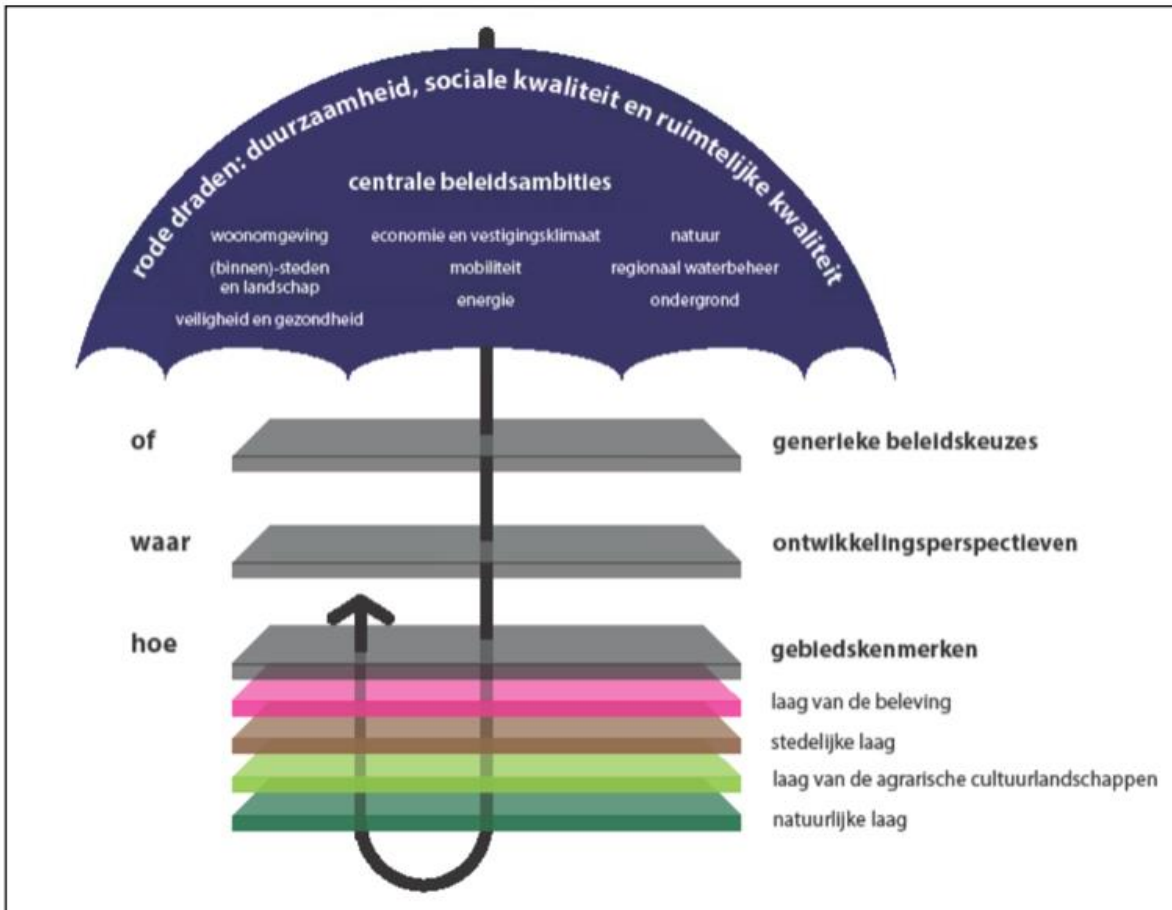 rode draden: duurzaamheid, sociale kwaliteit en ruimtelijke kwaliteit
centrale beleidsambities
woonomgeving
(binnen)-steden
en landschap
veiligheid en gezondheid
economie en vestigingsklimaat
mobiliteit
energie
natuur
regionaal waterbeheer
ondergrond
of
generieke beleidskeuzes
waar
ontwikkelingsperspectieven
hoe
gebiedskenmerken
laag van de beleving
stedelijke laag
laag van de agrarische cultuurlandschappen
natuurlijke laag